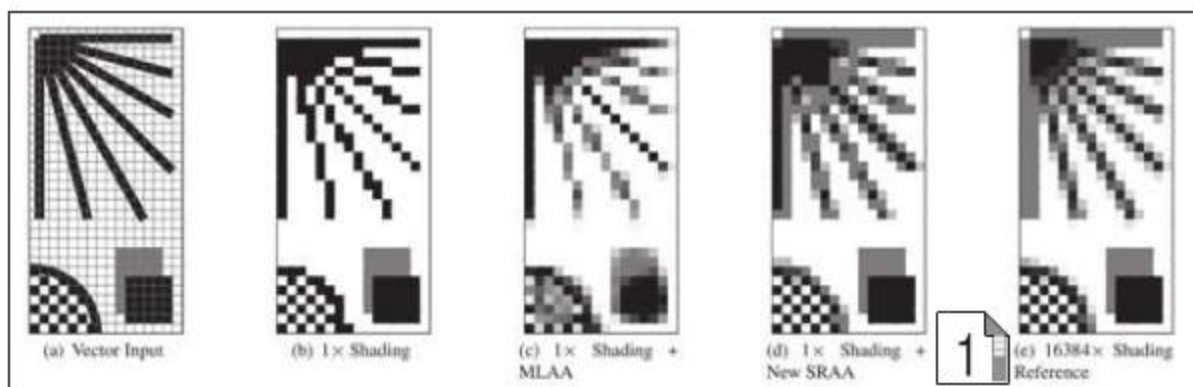 (a) Vector Input
(b) 1× Shading
(c) 1× Shading +
MLAA
(d) 1× Shading +
New SRAA
1
(e) 16384× Shading
Reference